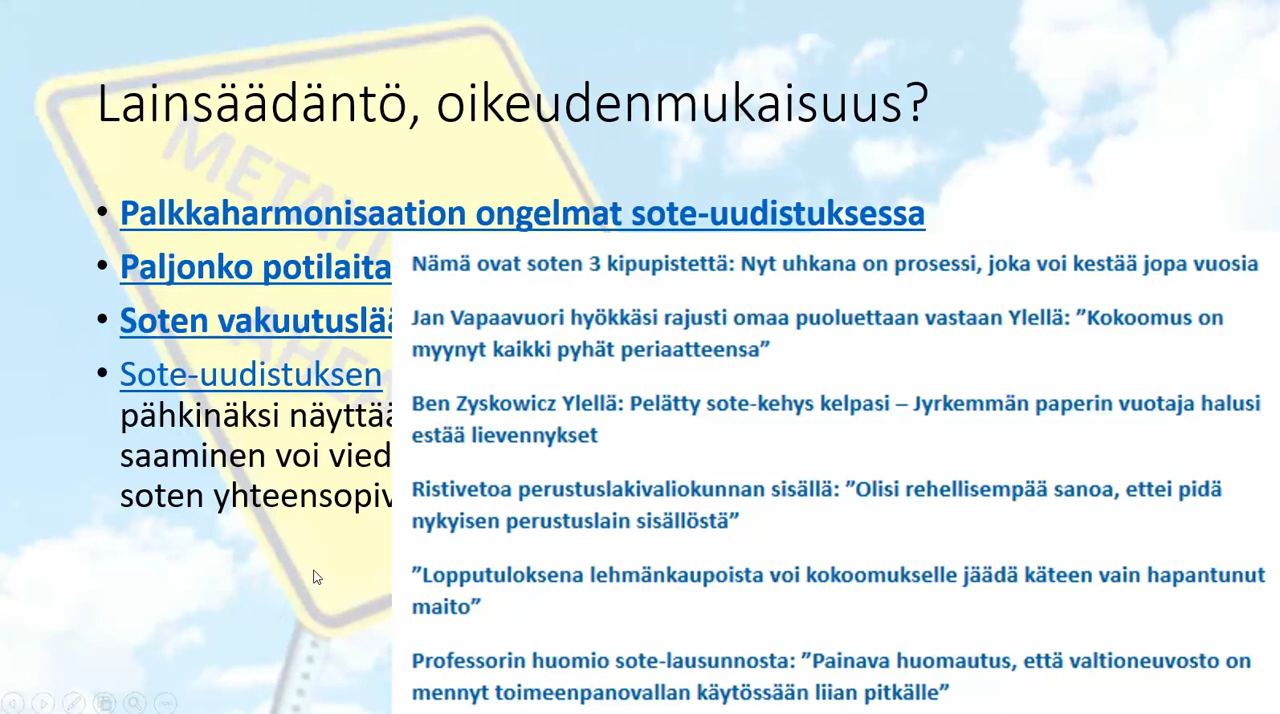 Lainsäädäntö, oikeudenmukaisuus?
• Palkkaharmonisaation ongelmat sote-uudistuksessa
• Paljonko potilaita
• Soten vakuutuslää
• Sote-uudistuksen
pähkinäksi näyttää
saaminen voi vied
soten yhteensopiv
Nämä ovat soten 3 kipupistettä: Nyt uhkana on prosessi, joka voi kestää jopa vuosia
Jan Vapaavuori hyökkäsi rajusti omaa puoluettaan vastaan Ylellä: ”Kokoomus on
myynyt kaikki pyhät periaatteensa”
Ben Zyskowicz Ylellä: Pelätty sote-kehys kelpasi – Jyrkemmän paperin vuotaja halusi
estää lievennykset
Ristivetoa perustuslakivaliokunnan sisällä: ”Olisi rehellisempää sanoa, ettei pidä
nykyisen perustuslain sisällöstä”
”Lopputuloksena lehmänkaupoista voi kokoomukselle jäädä käteen vain hapantunut
maito”
Professorin huomio sote-lausunnosta: ”Painava huomautus, että valtioneuvosto on
mennyt toimeenpanovallan käytössään liian pitkälle”